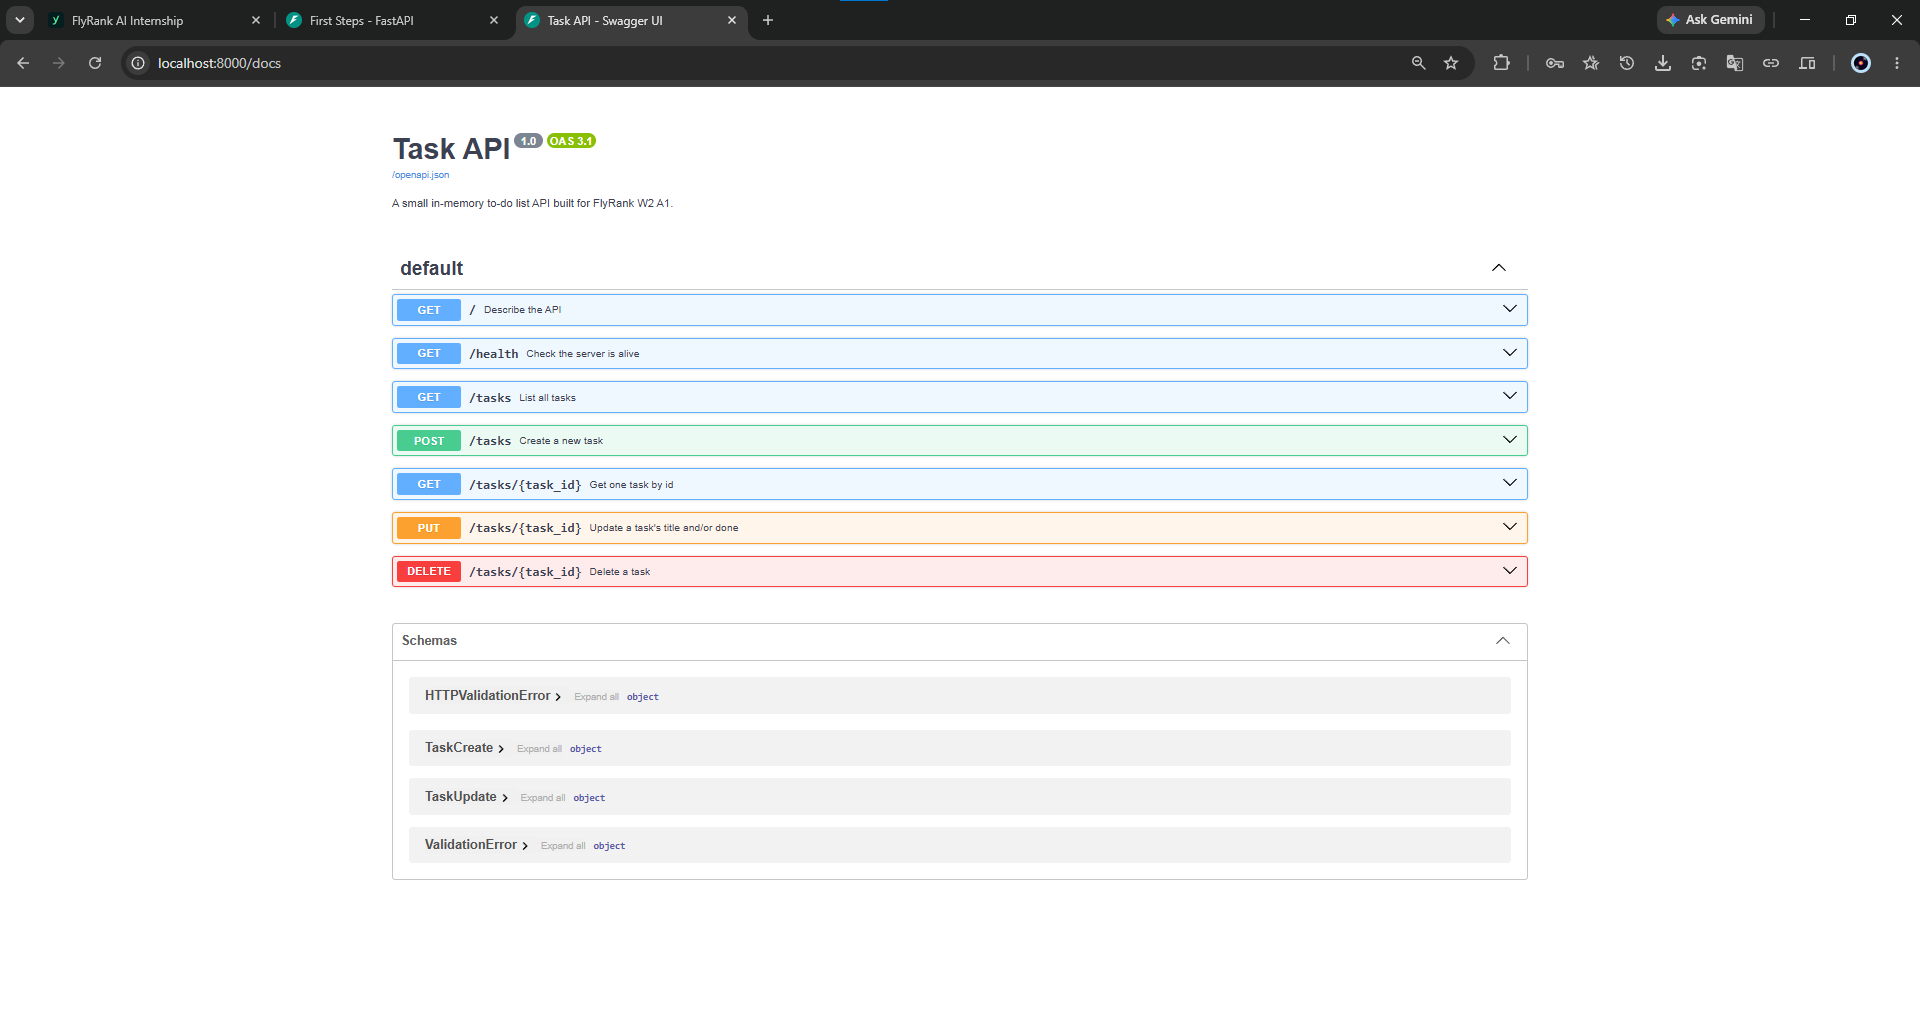 FlyRank AI Internship
First Steps - FastAPI
Task API - Swagger UI
Ask Gemini
localhost:8000/docs
Task API 1.0 OAS 3.1
/openapi.json
A small in-memory to-do list API built for FlyRank W2 A1.
default
GET / Describe the API
GET /health Check the server is alive
GET /tasks List all tasks
POST /tasks Create a new task
GET /tasks/{task_id} Get one task by id
PUT /tasks/{task_id} Update a task's title and/or done
DELETE /tasks/{task_id} Delete a task
Schemas
HTTPValidationError Expand all object
TaskCreate Expand all object
TaskUpdate Expand all object
ValidationError Expand all object